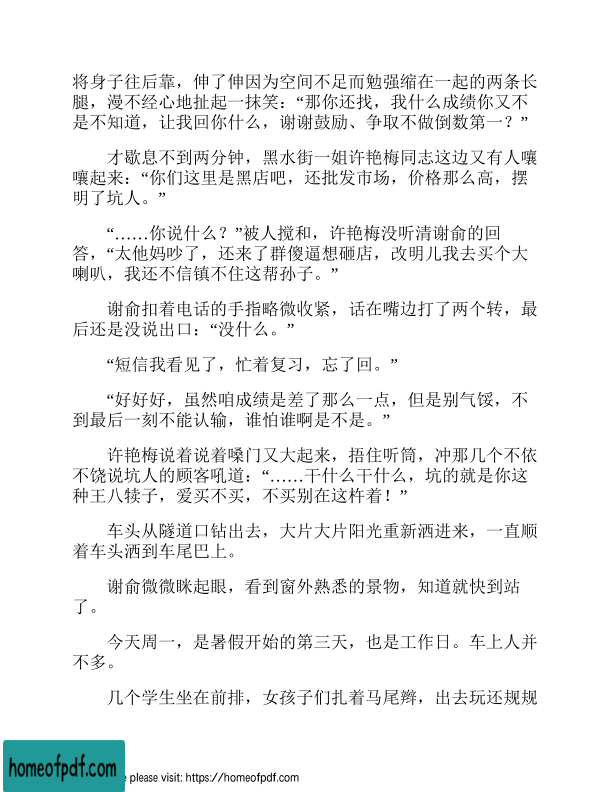 将身子往后靠，伸了伸因为空间不足而勉强缩在一起的两条长
腿，漫不经心地扯起一抹笑：“那你还找，我什么成绩你又不
是不知道，让我回你什么，谢谢鼓励、争取不做倒数第一？”
才歇息不到两分钟，黑水街一姐许艳梅同志这边又有人嚷
嚷起来：“你们这里是黑店吧，还批发市场，价格那么高，摆
明了坑人。”
“……你说什么？”被人搅和，许艳梅没听清谢俞的回
答，“太他妈吵了，还来了群傻逼想砸店，改明儿我去买个大
喇叭，我还不信镇不住这帮孙子。”
谢俞扣着电话的手指略微收紧，话在嘴边打了两个转，最
后还是没说出口：“没什么。”
“短信我看见了，忙着复习，忘了回。”
“好好好，虽然咱成绩是差了那么一点，但是别气馁，不
到最后一刻不能认输，谁怕谁啊是不是。”
许艳梅说着说着嗓门又大起来，捂住听筒，冲那几个不依
不饶说坑人的顾客吼道：“……干什么干什么，坑的就是你这
种王八犊子，爱买不买，不买别在这杵着！”
车头从隧道口钻出去，大片大片阳光重新洒进来，一直顺
着车头洒到车尾巴上。
谢俞微微眯起眼，看到窗外熟悉的景物，知道就快到站
了。
今天周一，是暑假开始的第三天，也是工作日。车上人并
不多。
几个学生坐在前排，女孩子们扎着马尾辫，出去玩还规规
homeofpdf.com
e please visit: https://homeofpdf.com